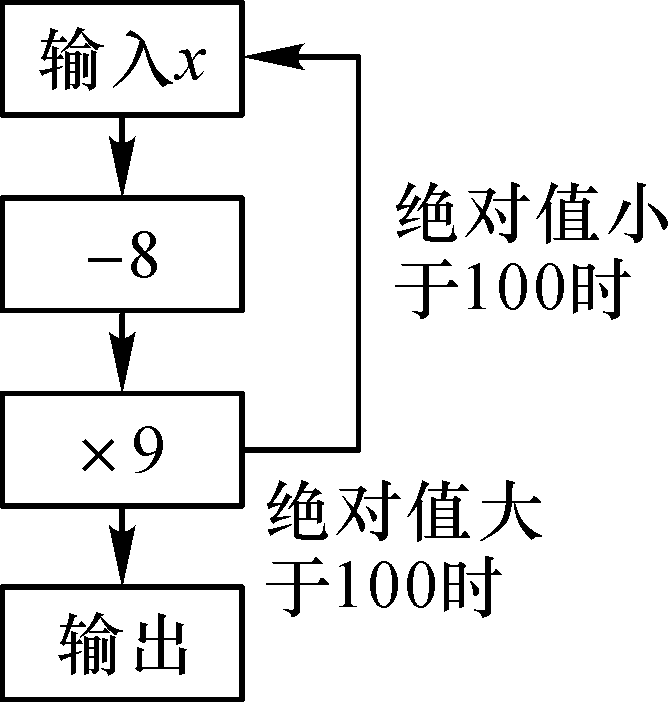 输入x
-8
绝对值小
于100时
×9
绝对值大
于100时
输出